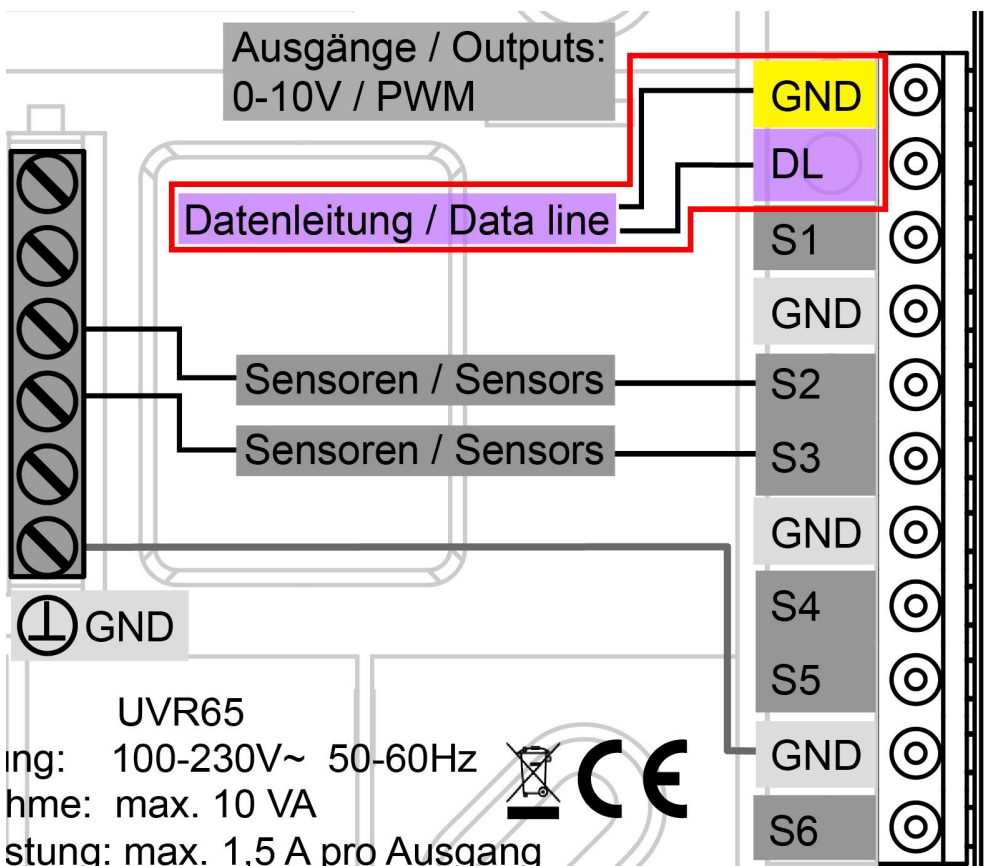 Ausgänge / Outputs:
0-10V / PWM
GND
DL
Datenleitung / Data line
S1
GND
Sensoren / Sensors
S2
Sensoren / Sensors
S3
GND
S4
GND
S5
UVR65
ung: 100-230V~ 50-60Hz
GND
hme: max. 10 VA
S6
stung: max. 1,5 A pro Ausgang